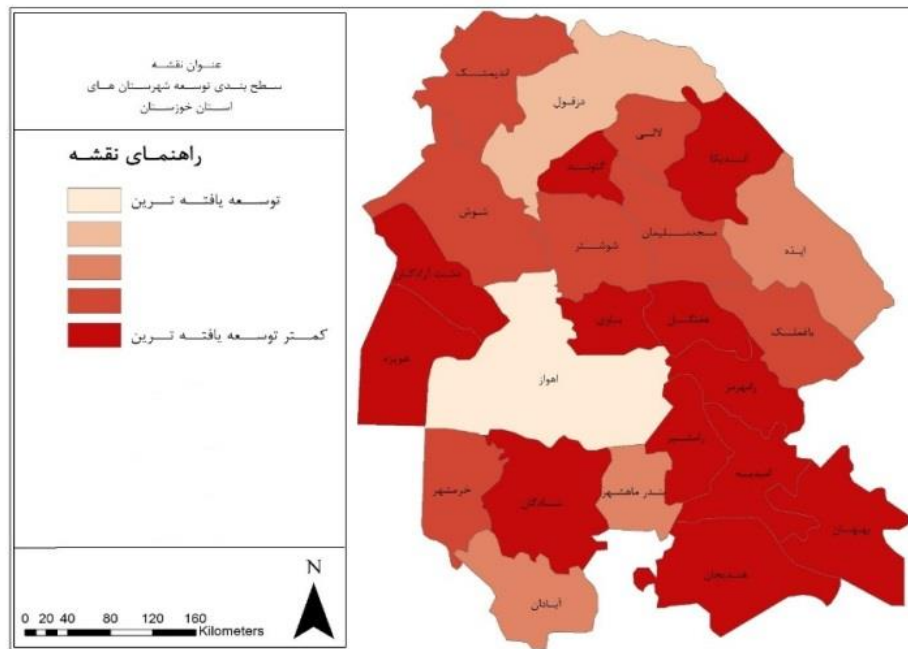 عنوان نقشه
سطح بندی توسعه شهرستان های
استان خوزستان
راهنمای نقشه
توسعه یافته ترین
کمتر توسعه یافته ترین
N
0 20 40 80 120 160
Kilometers
اندیمشک
دزفول
لالی
اندیکا
گتوند
شوش
شوشتر
مسجدسلیمان
ایذه
دشت آزادگان
باوی
هفتگل
باغملک
هویزه
اهواز
رامهرمز
رامشیر
امیدیه
خرمشهر
شادگان
بندر ماهشهر
بهبهان
هندیجان
آبادان